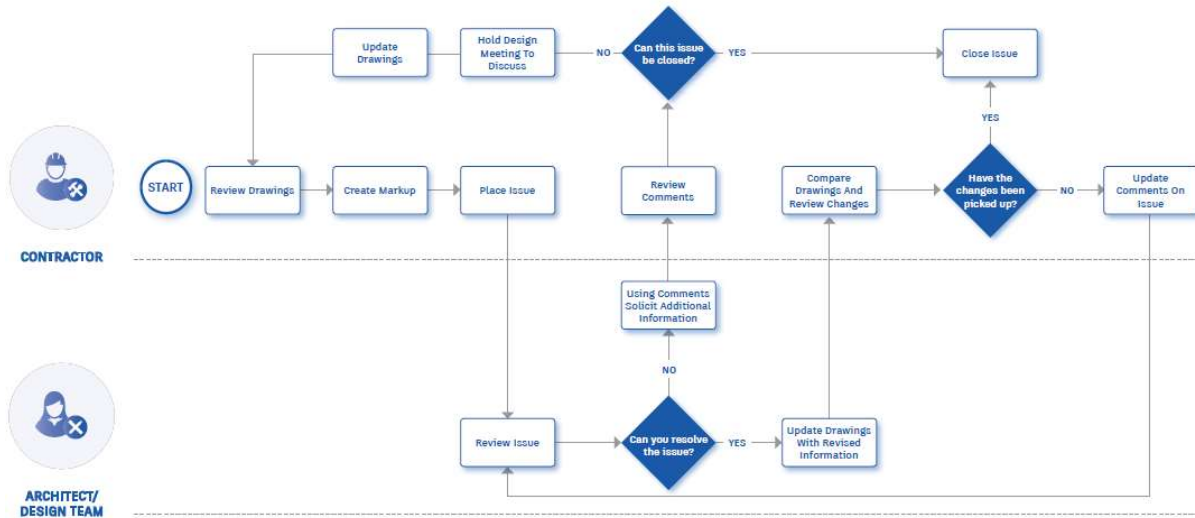 Update
Drawings
Hold Design
Meeting To
Discuss
NO
Can this issue
be closed?
YES
Close Issue
YES
START
Review Drawings
Create Markup
Place Issue
Review
Comments
Compare
Drawings And
Review Changes
Have the
changes been
picked up?
NO
Update
Comments On
Issue
CONTRACTOR
Using Comments
Solicit Additional
Information
NO
Review Issue
Can you resolve
the issue?
YES
Update Drawings
With Revised
Information
ARCHITECT/
DESIGN TEAM